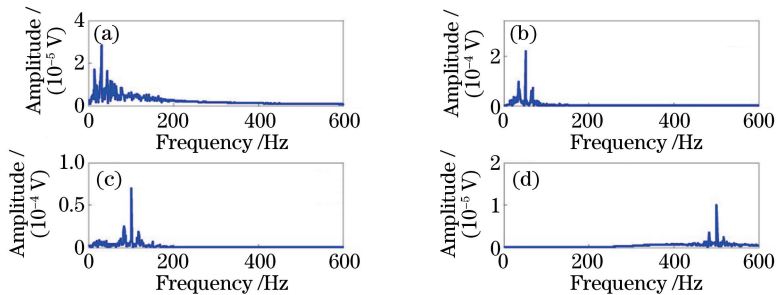 (a)
Amplitude /
(10⁻⁵ V)
4
2
0
0 200 400 600
Frequency /Hz
(b)
Amplitude /
(10⁻⁴ V)
2
0
0 200 400 600
Frequency /Hz
(c)
Amplitude /
(10⁻⁴ V)
1.0
0.5
0
0 200 400 600
Frequency /Hz
(d)
Amplitude /
(10⁻⁵ V)
2
1
0
0 200 400 600
Frequency /Hz